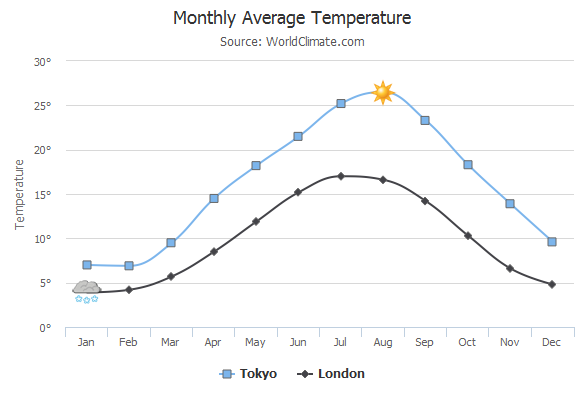 Monthly Average Temperature
Source: WorldClimate.com
Temperature
30°
25°
20°
15°
10°
5°
0°
Jan Feb Mar Apr May Jun Jul Aug Sep Oct Nov Dec
Tokyo London